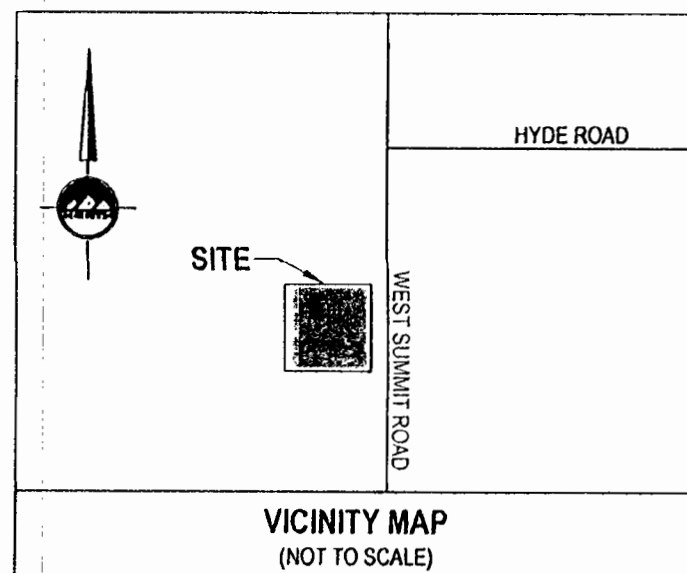 HYDE ROAD
SITE
WEST SUMMIT ROAD
VICINITY MAP
(NOT TO SCALE)